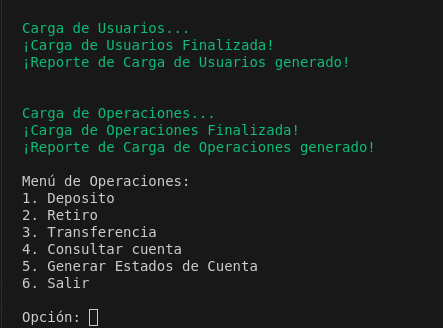 Carga de Usuarios...
¡Carga de Usuarios Finalizada!
¡Reporte de Carga de Usuarios generado!
Carga de Operaciones...
¡Carga de Operaciones Finalizada!
¡Reporte de Carga de Operaciones generado!
Menú de Operaciones:
1. Deposito
2. Retiro
3. Transferencia
4. Consultar cuenta
5. Generar Estados de Cuenta
6. Salir
Opción: